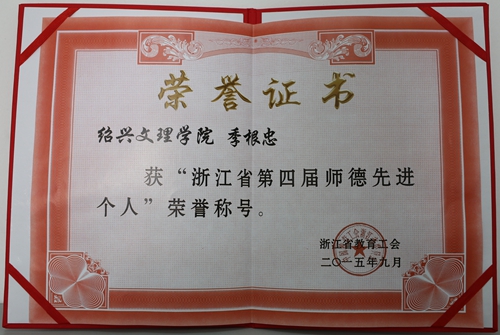 荣誉证书
绍兴文理学院 季根忠
获“浙江省第四届师德先进
个人”荣誉称号。
浙江省教育工会
二〇一五年九月